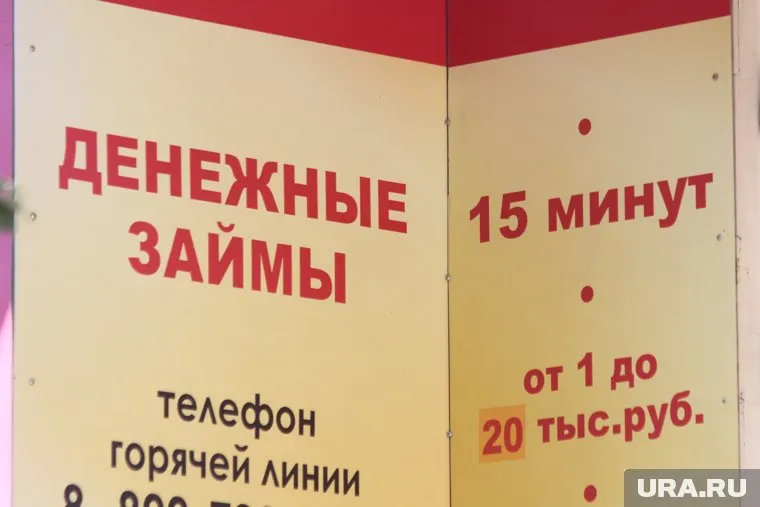 ДЕНЕЖНЫЕ
ЗАЙМЫ
телефон
горячей линии
15 минут
от 1 до
20 тыс.руб.
URA.RU